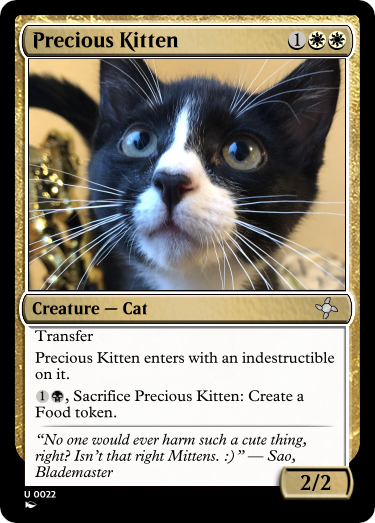 Precious Kitten 1
Creature — Cat
Transfer
Precious Kitten enters with an indestructible
on it.
1, Sacrifice Precious Kitten: Create a
Food token.
“No one would ever harm such a cute thing,
right? Isn’t that right Mittens. :)” — Sao,
Blademaster
2/2
U 0022